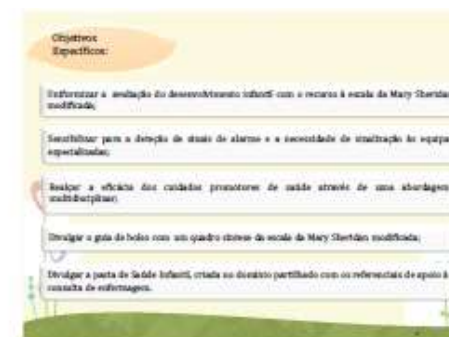 Objetivos
Específicos:
Uniformizar a avaliação do desenvolvimento infantil com o recurso à escala da Mary Sheridan
modificada;
Sensibilizar para a deteção de sinais de alarme e a necessidade de sinalização às equipas
especializadas;
Realçar a eficácia dos cuidados promotores de saúde através de uma abordagem
multidisciplinar;
Divulgar o guia de bolso com um quadro síntese da escala de Mary Sheridan modificada;
Divulgar a pasta de Saúde Infantil, criada no domínio partilhado com os referenciais de apoio à
consulta de enfermagem.